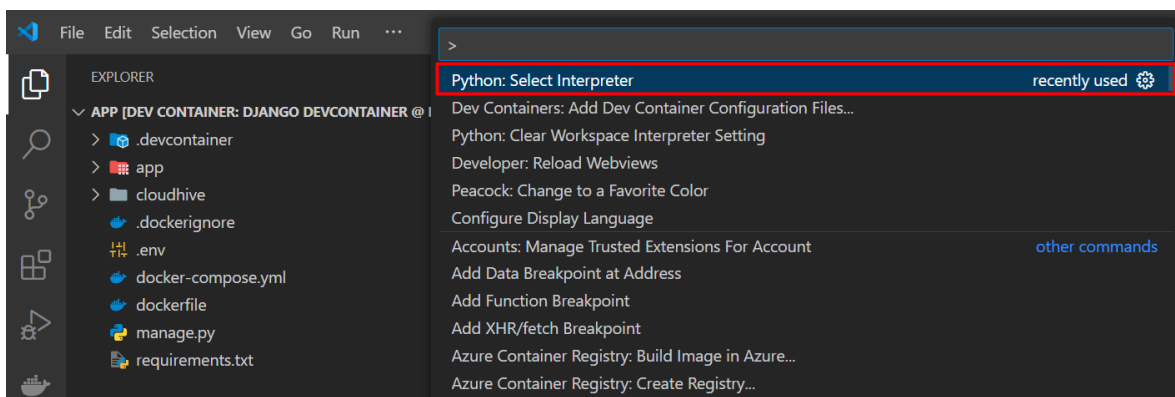 File Edit Selection View Go Run ···
>
EXPLORER
APP [DEV CONTAINER: DJANGO DEVCONTAINER @
.devcontainer
app
cloudhive
.dockerignore
.env
docker-compose.yml
dockerfile
manage.py
requirements.txt
Python: Select Interpreter recently used
Dev Containers: Add Dev Container Configuration Files...
Python: Clear Workspace Interpreter Setting
Developer: Reload Webviews
Peacock: Change to a Favorite Color
Configure Display Language
Accounts: Manage Trusted Extensions For Account other commands
Add Data Breakpoint at Address
Add Function Breakpoint
Add XHR/fetch Breakpoint
Azure Container Registry: Build Image in Azure...
Azure Container Registry: Create Registry...